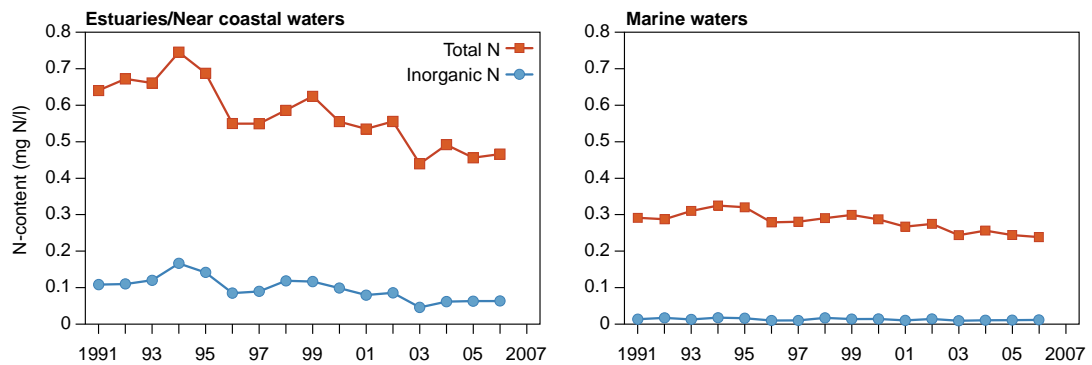 Estuaries/Near coastal waters
Marine waters
N-content (mg N/l)
0.8
0.7
0.6
0.5
0.4
0.3
0.2
0.1
0
Total N
Inorganic N
1991 93 95 97 99 01 03 05 2007
0.8
0.7
0.6
0.5
0.4
0.3
0.2
0.1
0
1991 93 95 97 99 01 03 05 2007